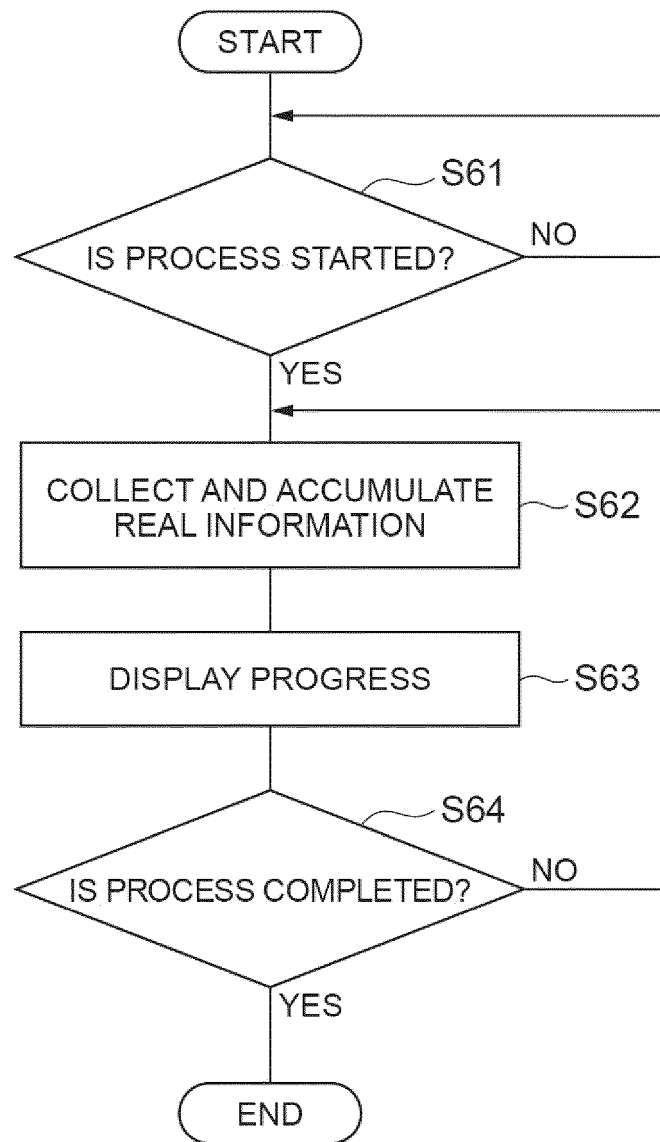 START
S61
IS PROCESS STARTED?
NO
YES
COLLECT AND ACCUMULATE
REAL INFORMATION
S62
DISPLAY PROGRESS
S63
S64
IS PROCESS COMPLETED?
NO
YES
END